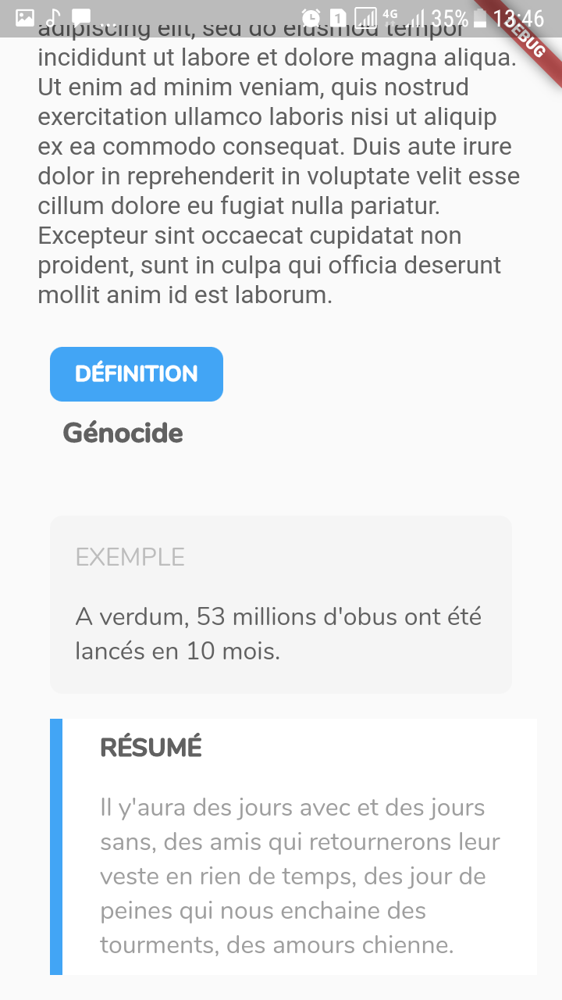 ... 4G 35% 13:46
DEBUG
adipiscing elit, sed do eiusmod tempor
incididunt ut labore et dolore magna aliqua.
Ut enim ad minim veniam, quis nostrud
exercitation ullamco laboris nisi ut aliquip
ex ea commodo consequat. Duis aute irure
dolor in reprehenderit in voluptate velit esse
cillum dolore eu fugiat nulla pariatur.
Excepteur sint occaecat cupidatat non
proident, sunt in culpa qui officia deserunt
mollit anim id est laborum.
DÉFINITION
Génocide
EXEMPLE
A verdum, 53 millions d'obus ont été
lancés en 10 mois.
RÉSUMÉ
Il y'aura des jours avec et des jours
sans, des amis qui retournerons leur
veste en rien de temps, des jour de
peines qui nous enchaine des
tourments, des amours chienne.